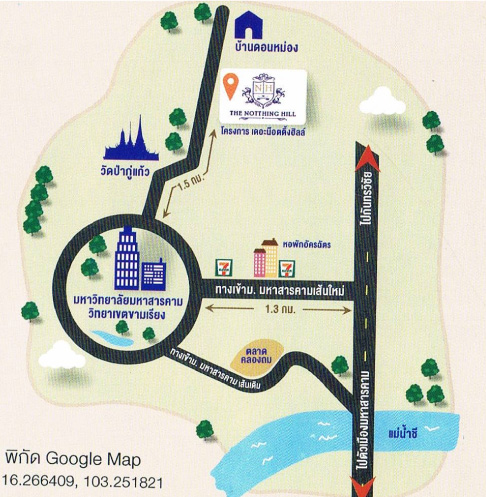 บ้านดอนหม่อง
N H
THE NOTTHING HILL
โครงการ เดอะน็อตติ้งฮิลล์
วัดป่ากู่แก้ว
1.5 กม.
ไปกันทรวิชัย
หอพักอัครฉัตร
7 ELEVEN
7 ELEVEN
ทางเข้าม. มหาสารคามเส้นใหม่
1.3 กม.
มหาวิทยาลัยมหาสารคาม
วิทยาเขตขามเรียง
ทางเข้าม. มหาสารคาม เส้นเดิม
ตลาด
คลองถม
ไปตัวเมืองมหาสารคาม
แม่น้ำชี
พิกัด Google Map
16.266409, 103.251821